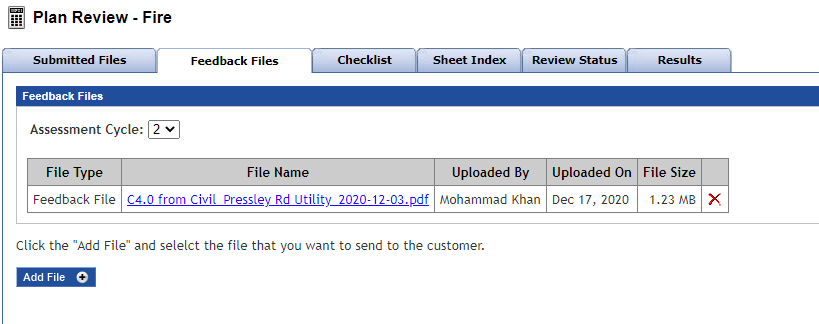 Plan Review - Fire
Submitted Files Feedback Files Checklist Sheet Index Review Status Results
Feedback Files
Assessment Cycle: 2
File Type File Name Uploaded By Uploaded On File Size
Feedback File C4.0 from Civil_Pressley Rd Utility_2020-12-03.pdf Mohammad Khan Dec 17, 2020 1.23 MB
Click the "Add File" and selelct the file that you want to send to the customer.
Add File